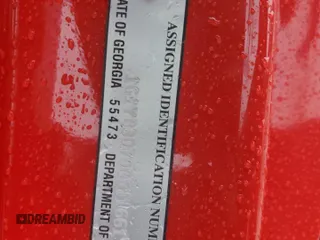 ASSIGNED IDENTIFICATION NUM
ATE OF GEORGIA 55473 DEPARTMENT OF
DREAMBID